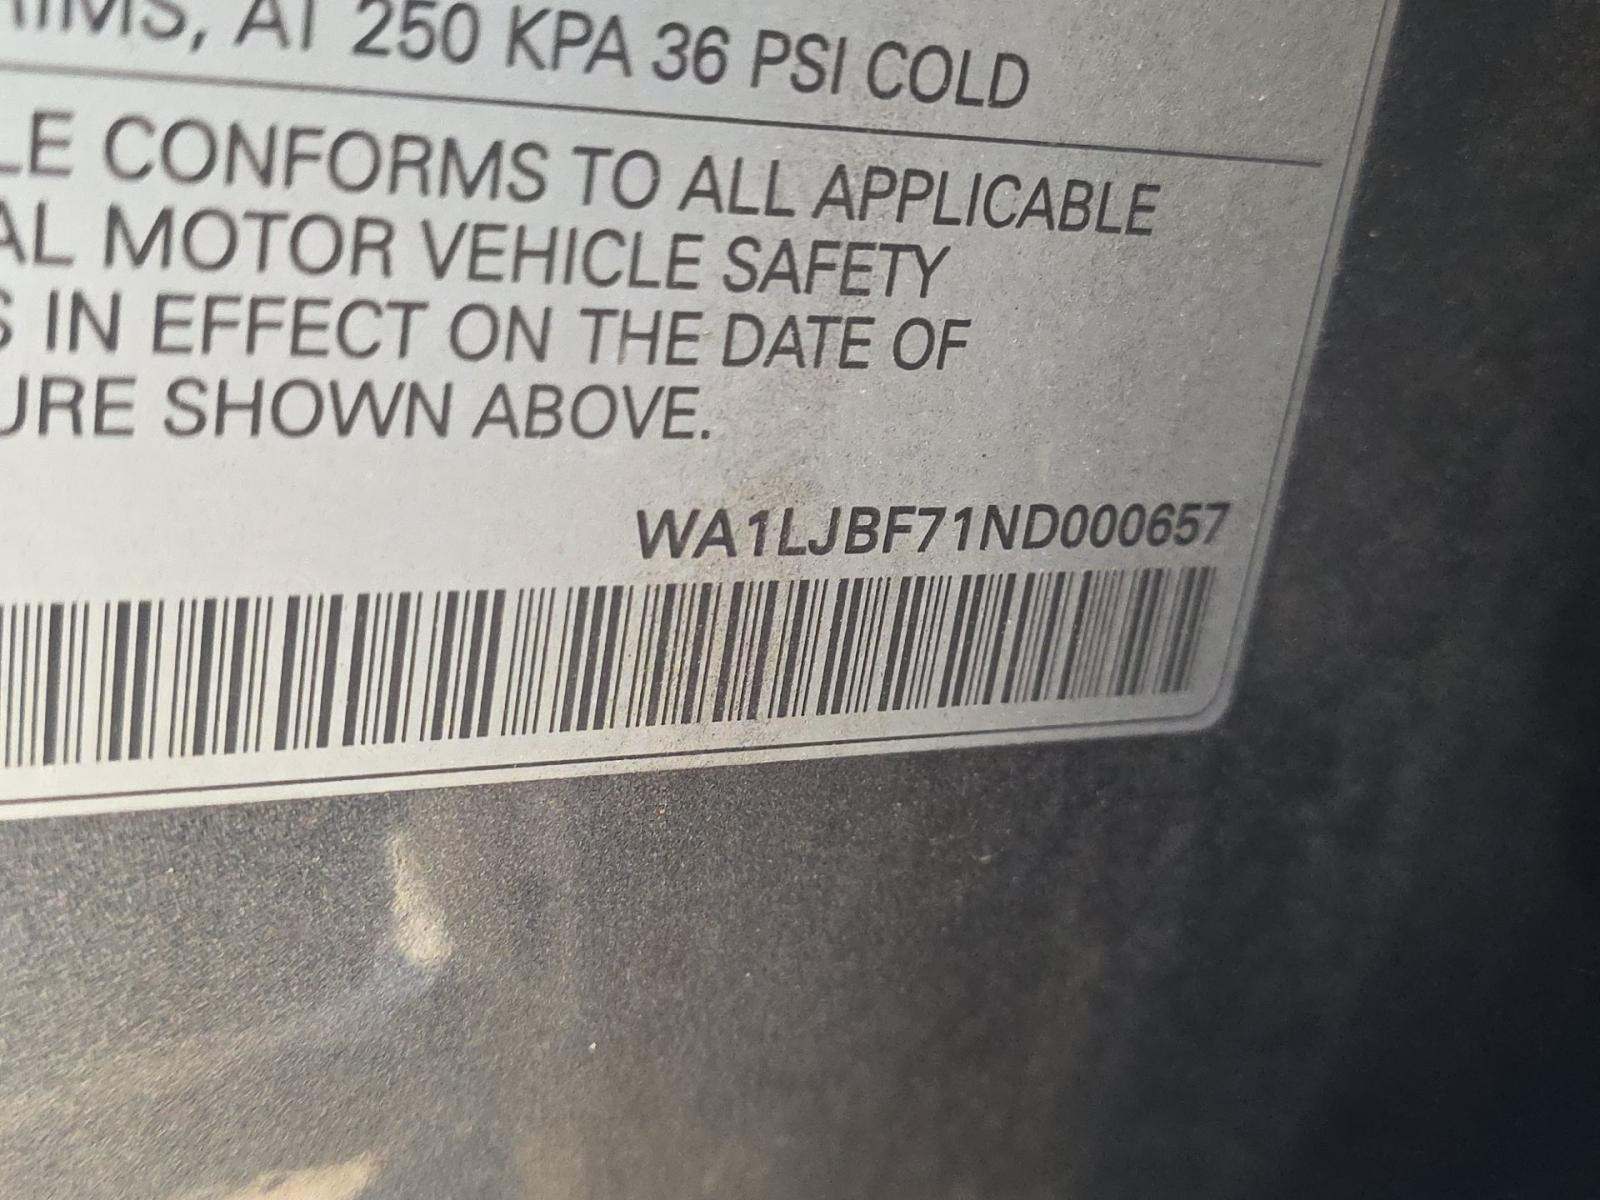 RIMS, AT 250 KPA 36 PSI COLD
LE CONFORMS TO ALL APPLICABLE
AL MOTOR VEHICLE SAFETY
S IN EFFECT ON THE DATE OF
URE SHOWN ABOVE.
WA1LJBF71ND000657